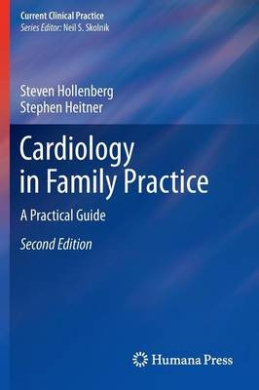 Current Clinical Practice
Series Editor: Neil S. Skolnik
Steven Hollenberg
Stephen Heitner
Cardiology
in Family Practice
A Practical Guide
Second Edition
Humana Press